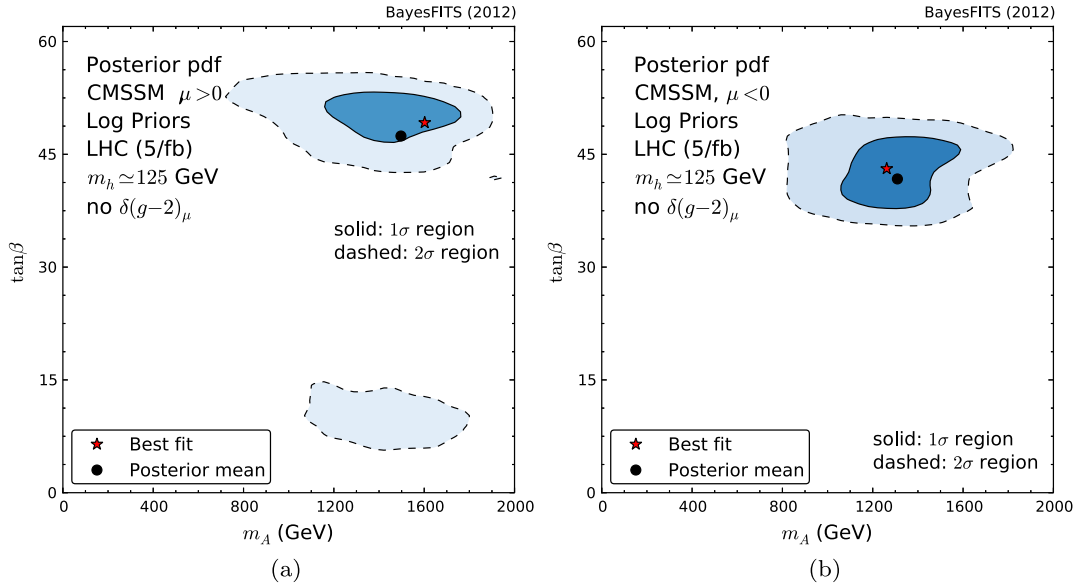 BayesFITS (2012)
60
45
30
15
0
tanβ
Posterior pdf
CMSSM μ>0
Log Priors
LHC (5/fb)
m_h≃125 GeV
no δ(g−2)_μ
solid: 1σ region
dashed: 2σ region
Best fit
Posterior mean
0 400 800 1200 1600 2000
m_A (GeV)
(a)
BayesFITS (2012)
60
45
30
15
0
tanβ
Posterior pdf
CMSSM, μ<0
Log Priors
LHC (5/fb)
m_h≃125 GeV
no δ(g−2)_μ
solid: 1σ region
dashed: 2σ region
Best fit
Posterior mean
0 400 800 1200 1600 2000
m_A (GeV)
(b)